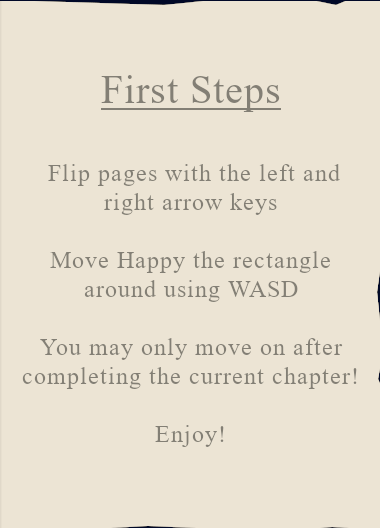 First Steps
Flip pages with the left and
right arrow keys
Move Happy the rectangle
around using WASD
You may only move on after
completing the current chapter!
Enjoy!